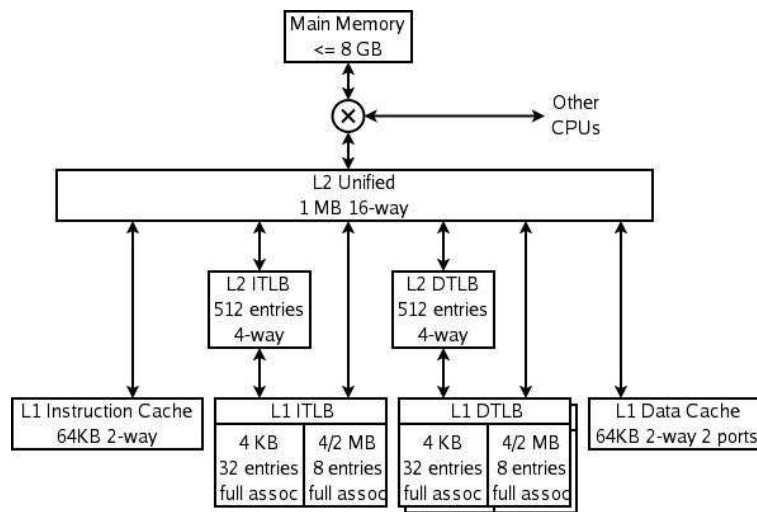 Main Memory
<= 8 GB
Other
CPUs
L2 Unified
1 MB 16-way
L2 ITLB
512 entries
4-way
L2 DTLB
512 entries
4-way
L1 Instruction Cache
64KB 2-way
L1 ITLB
4 KB
32 entries
full assoc
4/2 MB
8 entries
full assoc
L1 DTLB
4 KB
32 entries
full assoc
4/2 MB
8 entries
full assoc
L1 Data Cache
64KB 2-way 2 ports